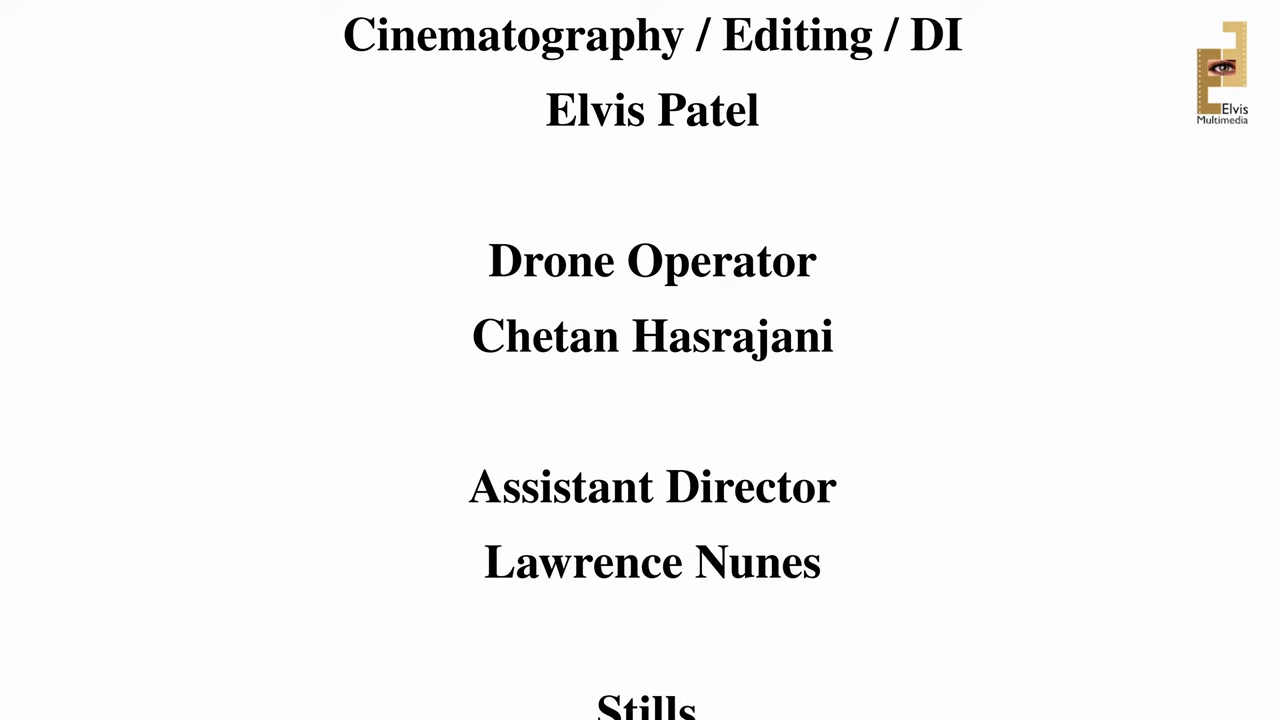 Cinematography / Editing / DI
Elvis Patel
Elvis
Multimedia
Drone Operator
Chetan Hasrajani
Assistant Director
Lawrence Nunes
Stills